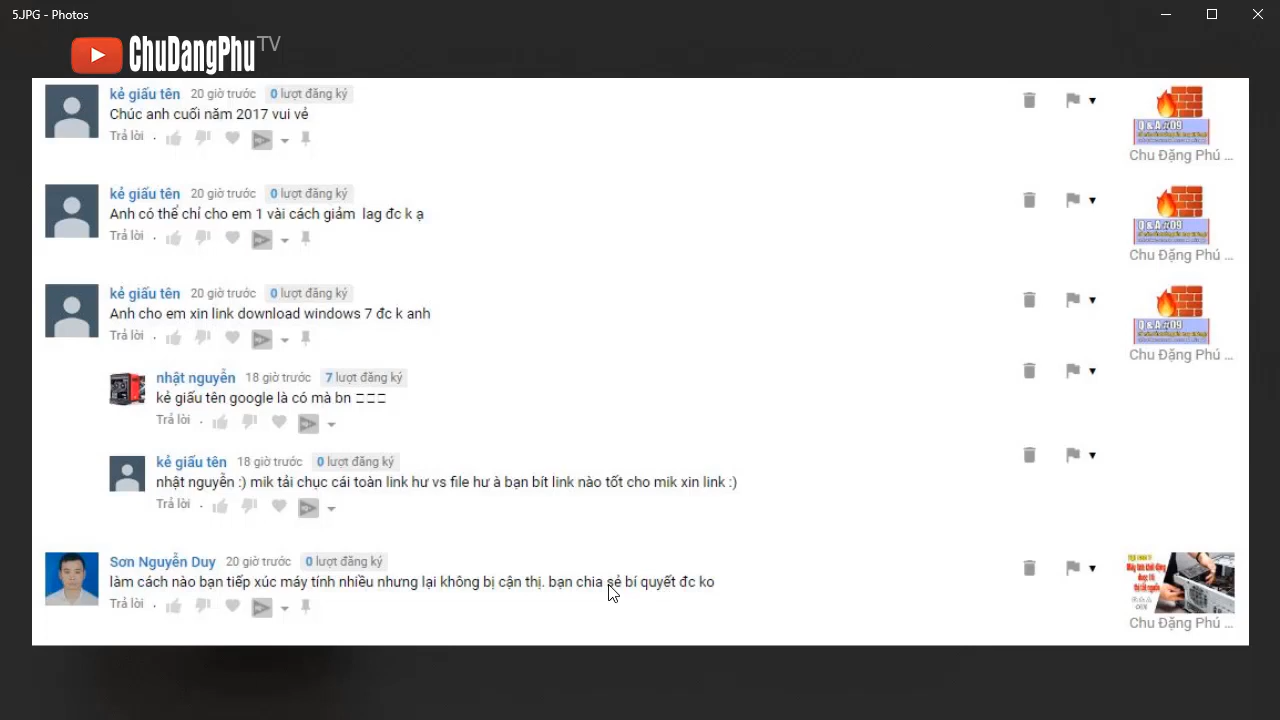 5.JPG - Photos
ChuDangPhu TV
kẻ giấu tên 20 giờ trước 0 lượt đăng ký
Chúc anh cuối năm 2017 vui vẻ
Trả lời .
Q & A #09
Chu Đặng Phú ...
kẻ giấu tên 20 giờ trước 0 lượt đăng ký
Anh có thể chỉ cho em 1 vài cách giảm lag đc k ạ
Trả lời .
Q & A #09
Chu Đặng Phú ...
kẻ giấu tên 20 giờ trước 0 lượt đăng ký
Anh cho em xin link download windows 7 đc k anh
Trả lời .
Q & A #09
Chu Đặng Phú ...
nhật nguyễn 18 giờ trước 7 lượt đăng ký
kẻ giấu tên google là có mà bn :::
Trả lời .
kẻ giấu tên 18 giờ trước 0 lượt đăng ký
nhật nguyễn :) mik tải chục cái toàn link hư vs file hư à bạn bít link nào tốt cho mik xin link :)
Trả lời .
Sơn Nguyễn Duy 20 giờ trước 0 lượt đăng ký
làm cách nào bạn tiếp xúc máy tính nhiều nhưng lại không bị cận thị. bạn chia sẻ bí quyết đc ko
Trả lời .
Chu Đặng Phú ...